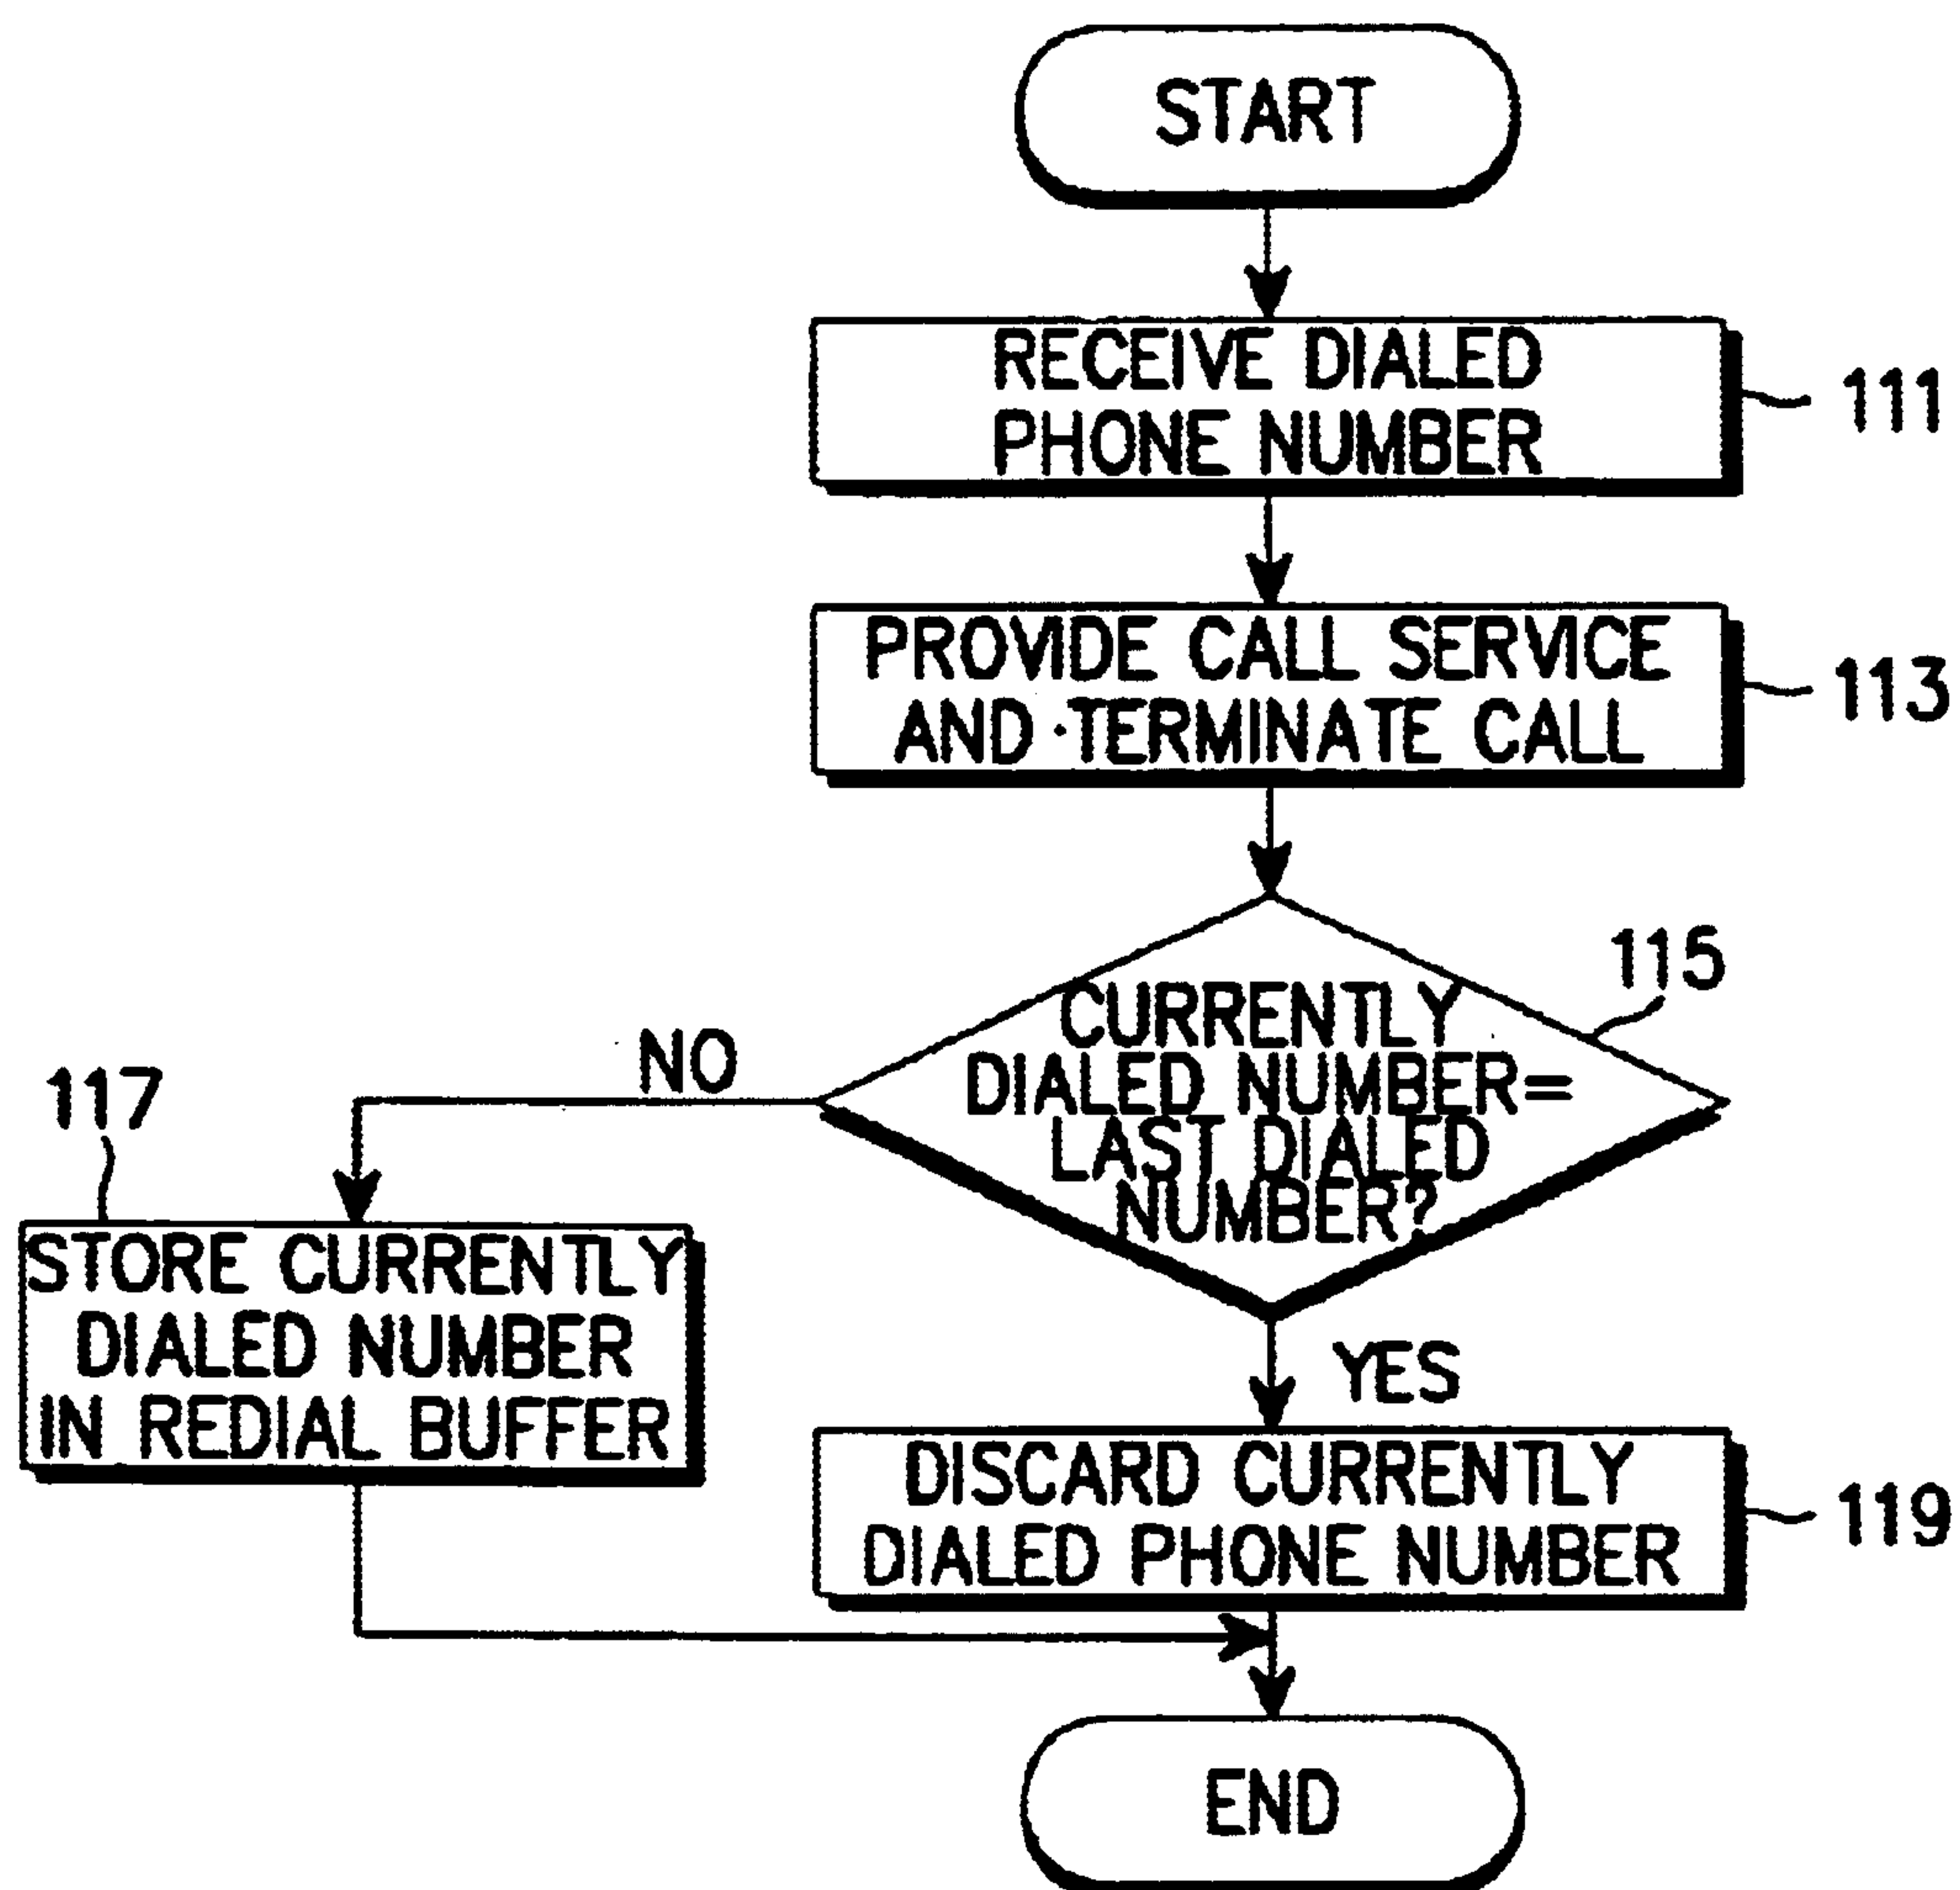 START
RECEIVE DIALED
PHONE NUMBER
111
PROVIDE CALL SERVICE
AND TERMINATE CALL
113
115
CURRENTLY
DIALED NUMBER=
LAST DIALED
NUMBER?
NO
117
STORE CURRENTLY
DIALED NUMBER
IN REDIAL BUFFER
YES
DISCARD CURRENTLY
DIALED PHONE NUMBER
119
END